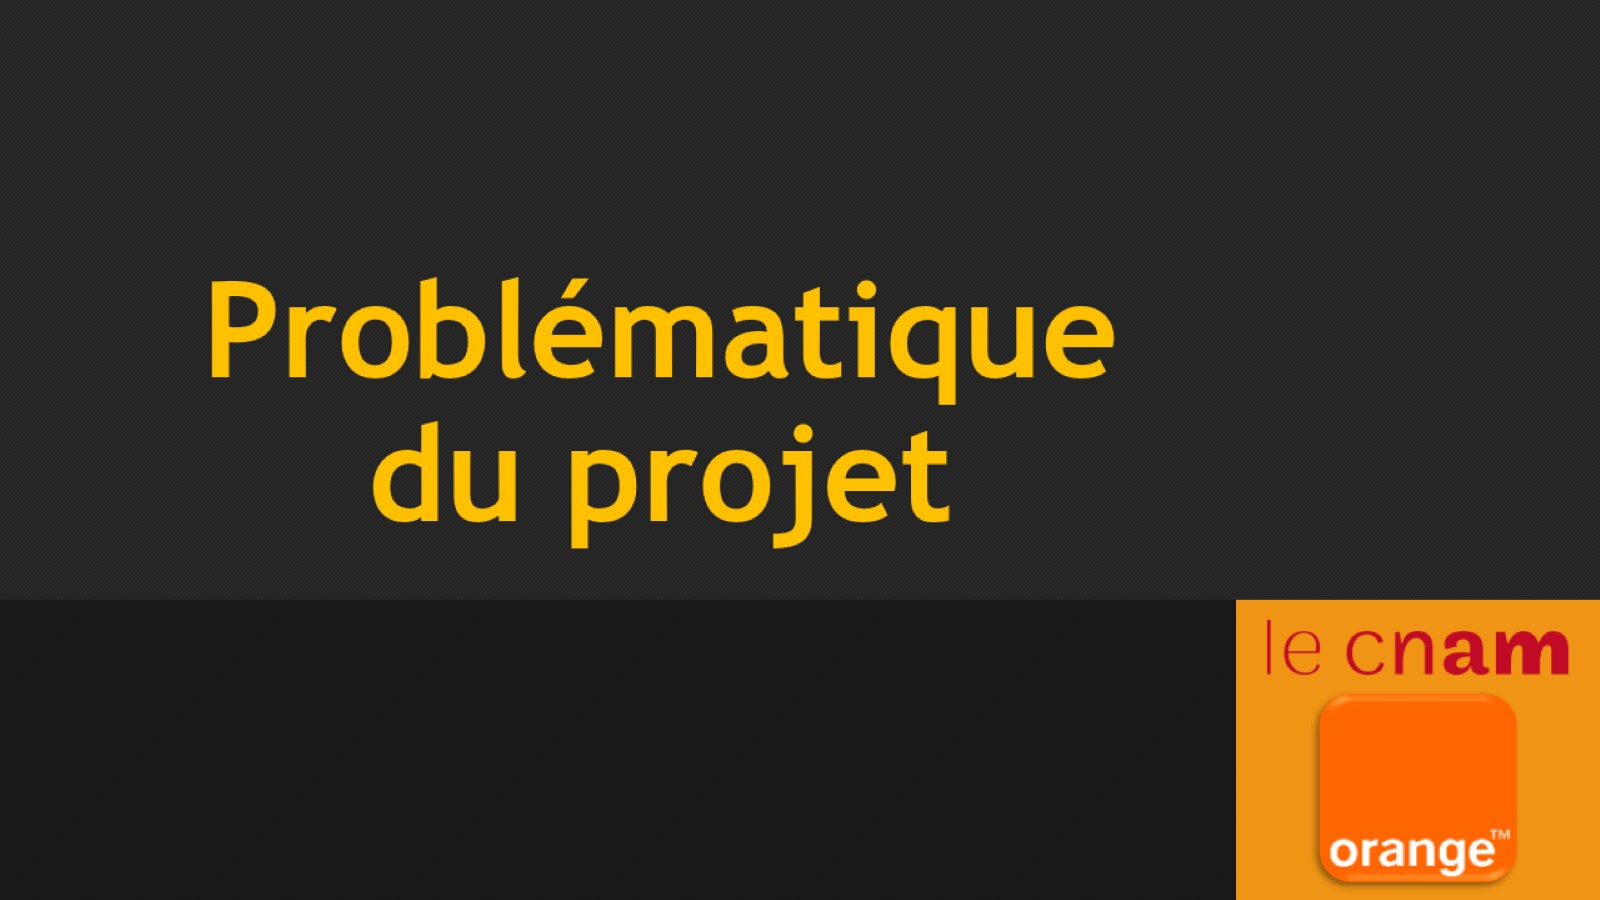 Problématique
du projet
le cnam
orange™